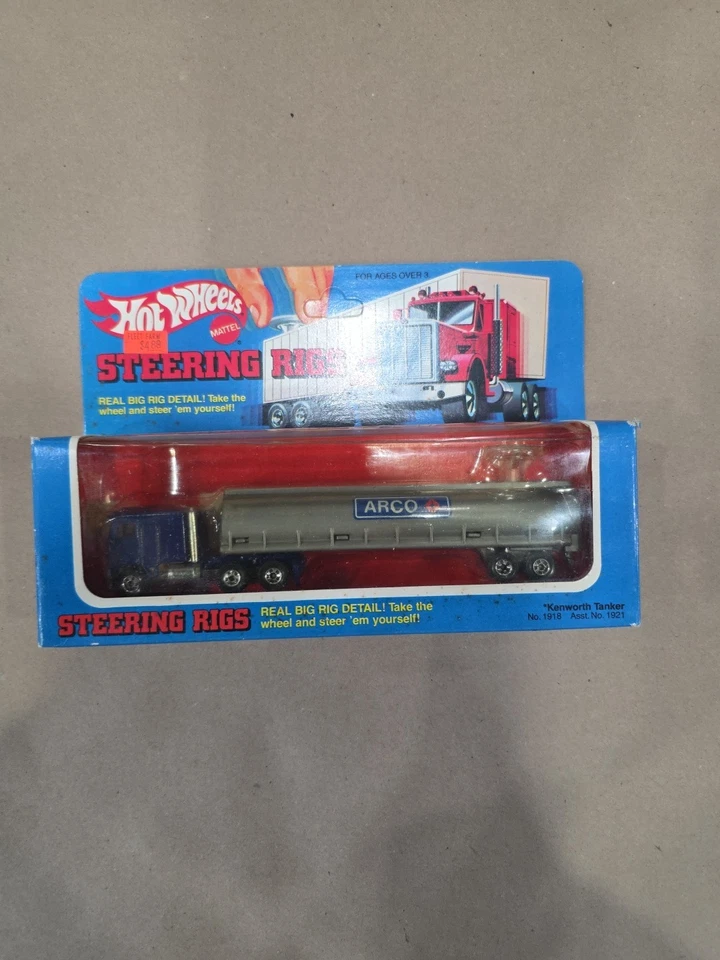 FOR AGES OVER 3
HOT WHEELS
MATTEL
$4.88
STEERING RIGS
REAL BIG RIG DETAIL! Take the
wheel and steer 'em yourself!
ARCO
STEERING RIGS
REAL BIG RIG DETAIL! Take the
wheel and steer 'em yourself!
*Kenworth Tanker
No. 1918 Asst. No. 1921